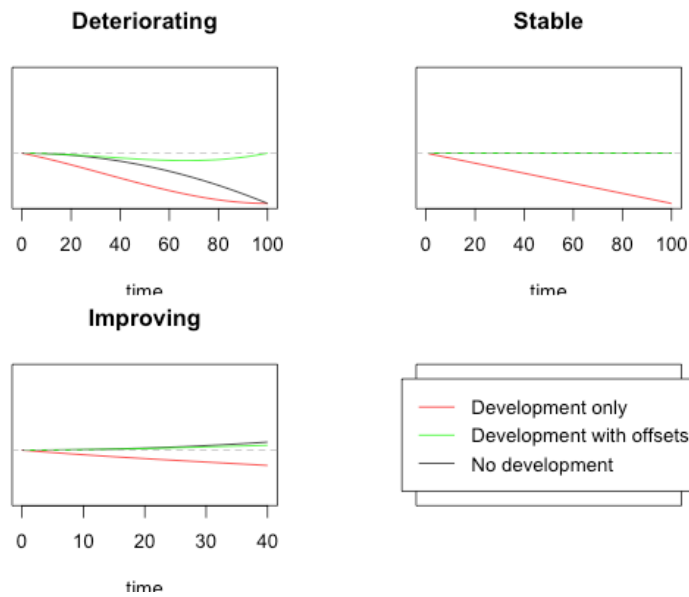 Deteriorating
Stable
0 20 40 60 80 100
0 20 40 60 80 100
time
time
Improving
Development only
Development with offsets
No development
0 10 20 30 40
time